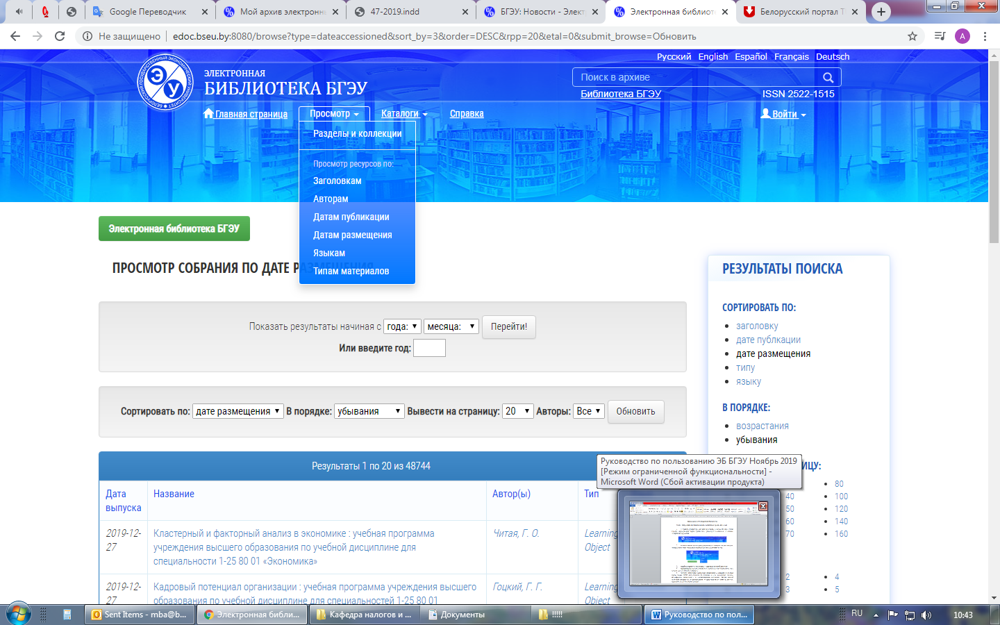 Google Переводчик
Мой архив электронн
47-2019.indd
БГЭУ: Новости - Элект
Электронная библиот
Белорусский портал Т
Не защищено
edoc.bseu.by:8080/browse?type=dateaccessioned&sort_by=3&order=DESC&rpp=20&etal=0&submit_browse=Обновить
A
Русский English Español Français Deutsch
ЭЛЕКТРОННАЯ
БИБЛИОТЕКА БГЭУ
Поиск в архиве
Библиотека БГЭУ
ISSN 2522-1515
Главная страница
Просмотр
Каталоги
Справка
Войти
Разделы и коллекции
Просмотр ресурсов по:
Заголовкам
Авторам
Датам публикации
Датам размещения
Языкам
Типам материалов
Электронная библиотека БГЭУ
ПРОСМОТР СОБРАНИЯ ПО ДАТЕ РАЗМЕЩЕНИЯ
Показать результаты начиная с года: месяца: Перейти!
Или введите год:
Сортировать по: дате размещения В порядке: убывания Вывести на страницу: 20 Авторы: Все Обновить
Результаты 1 по 20 из 48744
Дата выпуска
Название
Автор(ы)
Тип
2019-12-27
Кластерный и факторный анализ в экономике : учебная программа
учреждения высшего образования по учебной дисциплине для
специальности 1-25 80 01 «Экономика»
Читая, Г. О.
Learning Object
2019-12-27
Кадровый потенциал организации : учебная программа учреждения высшего
образования по учебной дисциплине для специальностей 1-25 80 01
Гоцкий, Г. Г.
Learning Object
РЕЗУЛЬТАТЫ ПОИСКА
СОРТИРОВАТЬ ПО:
заголовку
дате публкации
дате размещения
типу
языку
В ПОРЯДКЕ:
возрастания
убывания
ИЦУ:
80
40
100
50
120
60
140
70
160
2
4
3
5
Руководство по пользованию ЭБ БГЭУ Ноябрь 2019
[Режим ограниченной функциональности] -
Microsoft Word (Сбой активации продукта)
Sent Items - mba@b...
Электронная библи...
Кафедра налогов и ...
Документы
!!!!!
Руководство по пол...
RU
10:43